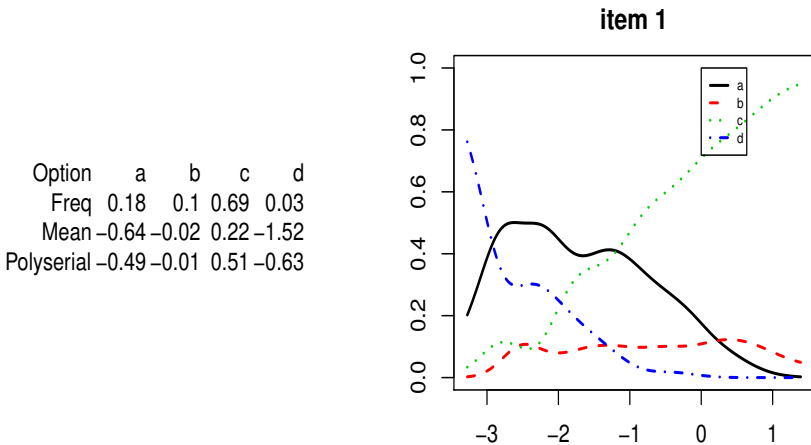 item 1
Option a b c d
Freq 0.18 0.1 0.69 0.03
Mean −0.64 −0.02 0.22 −1.52
Polyserial −0.49 −0.01 0.51 −0.63
1.0
0.8
0.6
0.4
0.2
0.0
a
b
c
d
−3 −2 −1 0 1